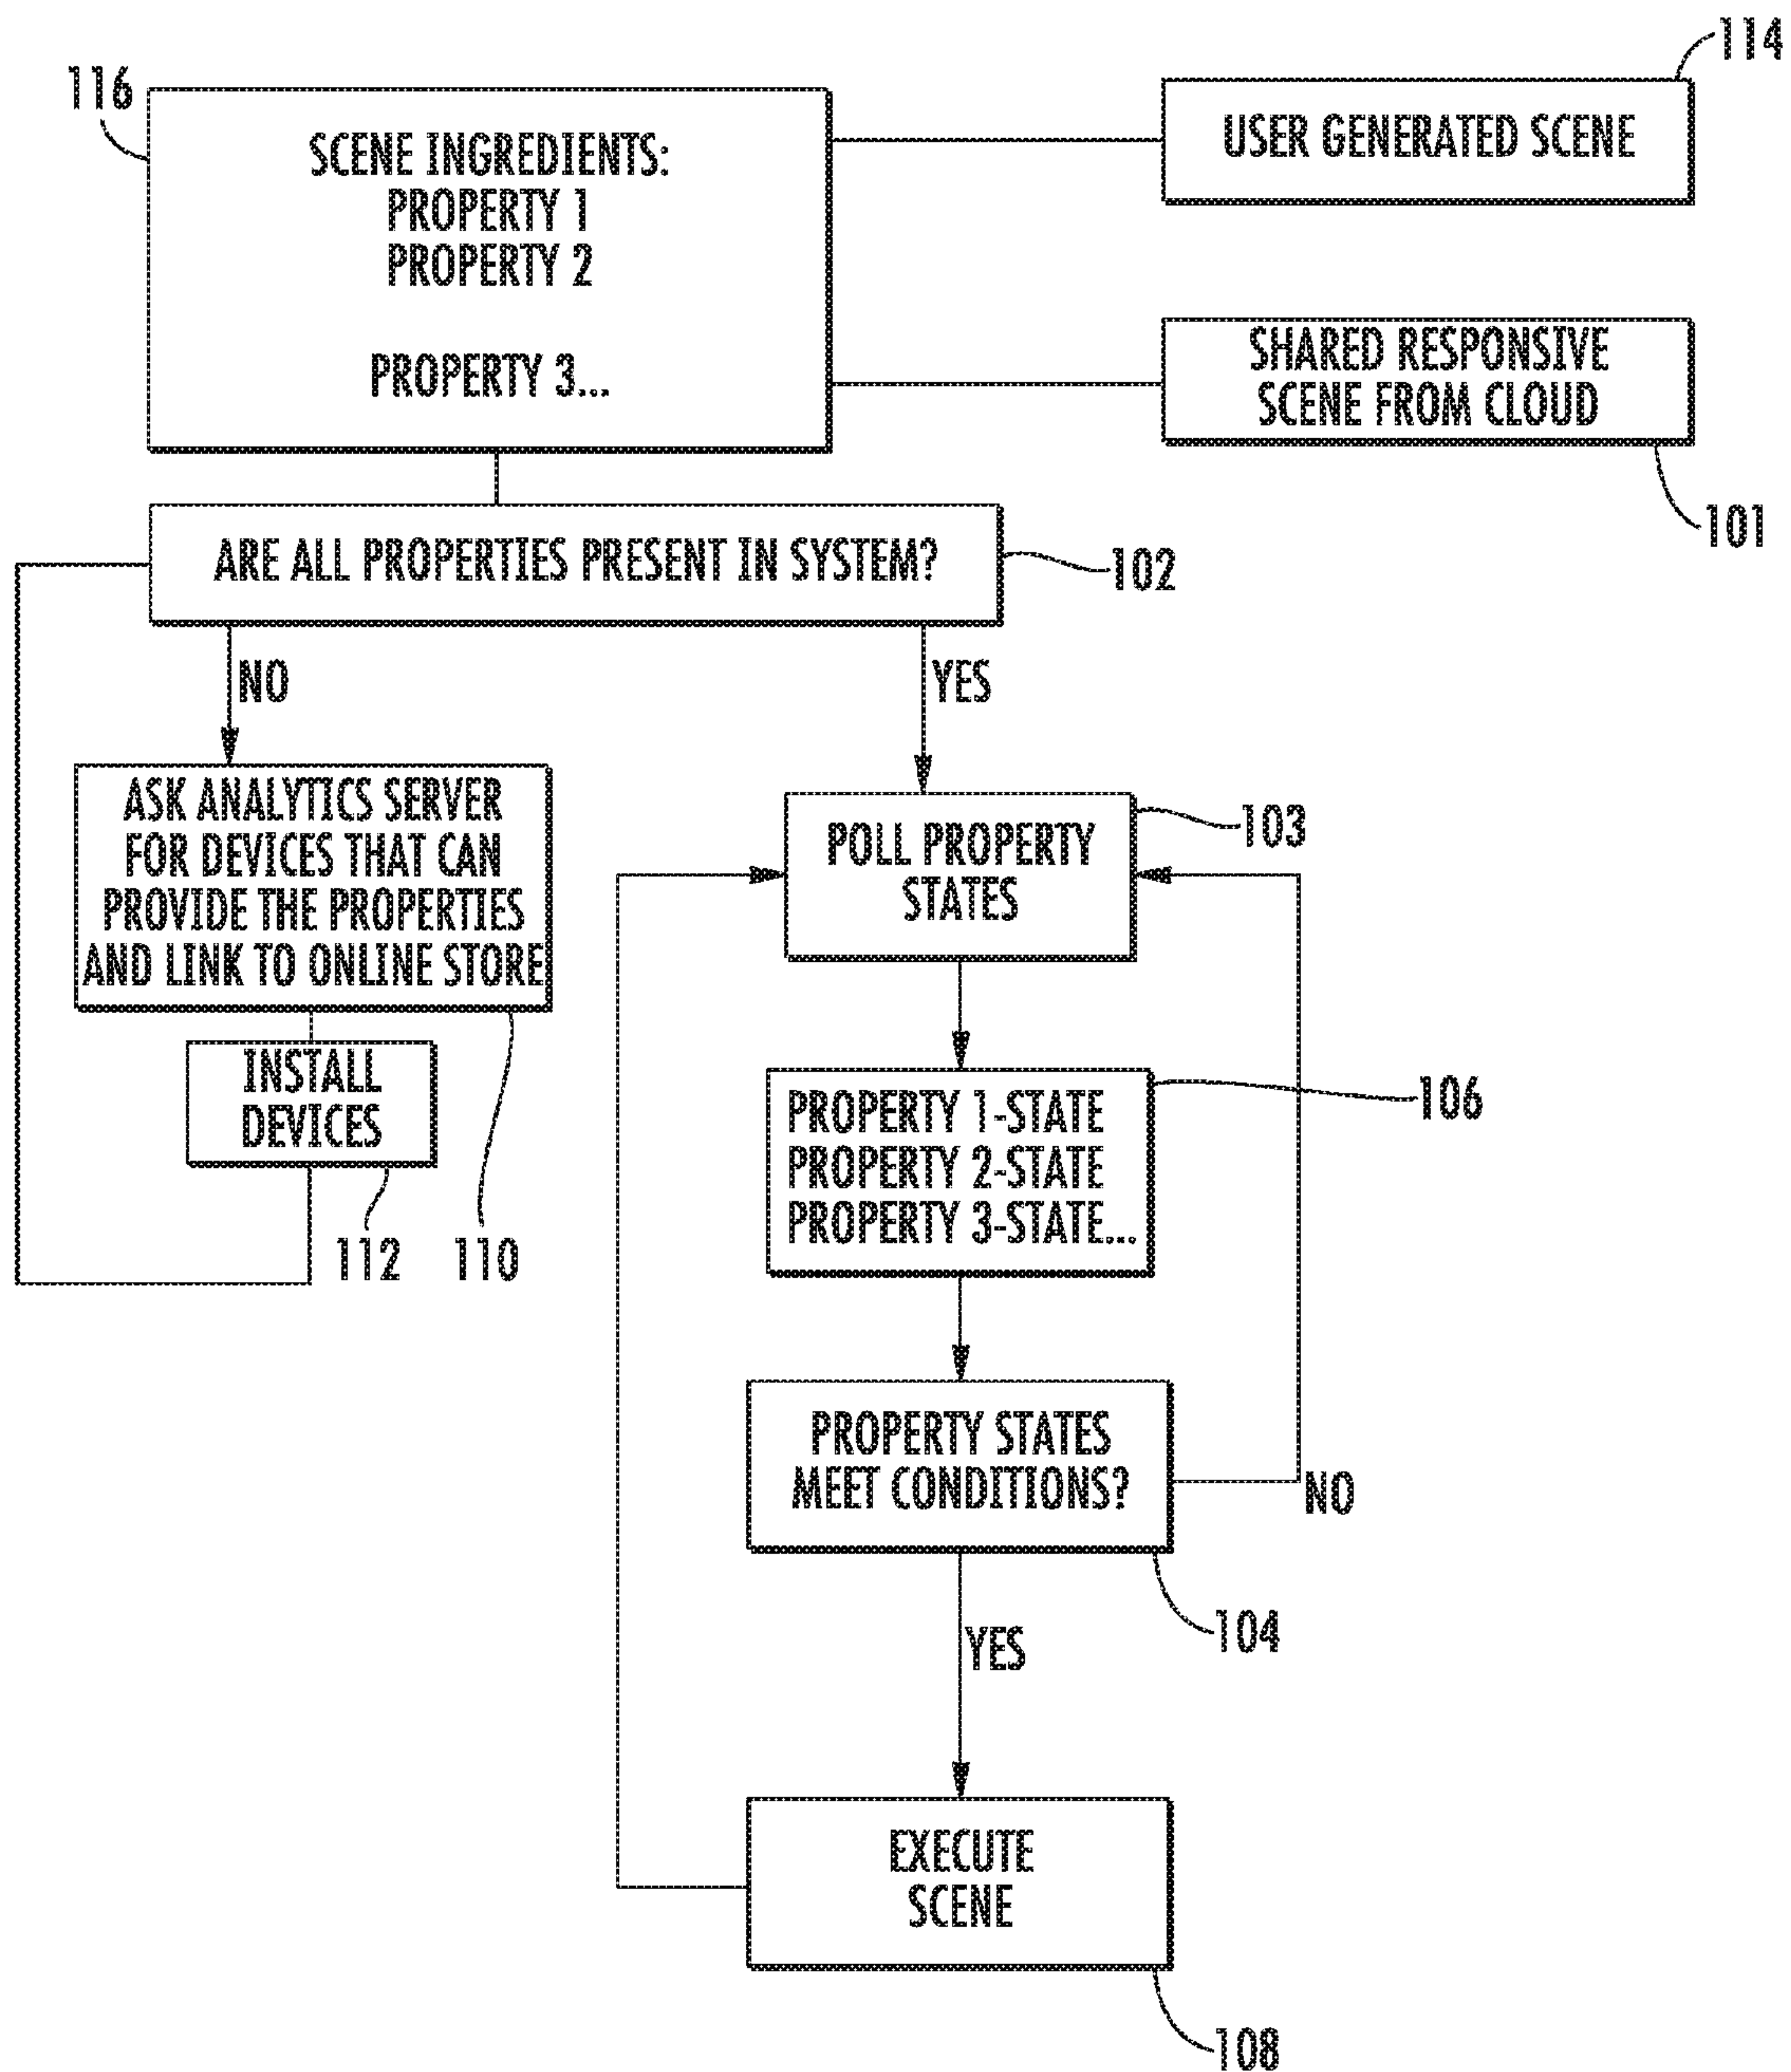 114
116
SCENE INGREDIENTS:
PROPERTY 1
PROPERTY 2
PROPERTY 3...
USER GENERATED SCENE
SHARED RESPONSIVE
SCENE FROM CLOUD
101
ARE ALL PROPERTIES PRESENT IN SYSTEM?
102
NO
YES
ASK ANALYTICS SERVER
FOR DEVICES THAT CAN
PROVIDE THE PROPERTIES
AND LINK TO ONLINE STORE
POLL PROPERTY
STATES
103
INSTALL
DEVICES
112
110
PROPERTY 1-STATE
PROPERTY 2-STATE
PROPERTY 3-STATE...
106
PROPERTY STATES
MEET CONDITIONS?
NO
104
YES
EXECUTE
SCENE
108